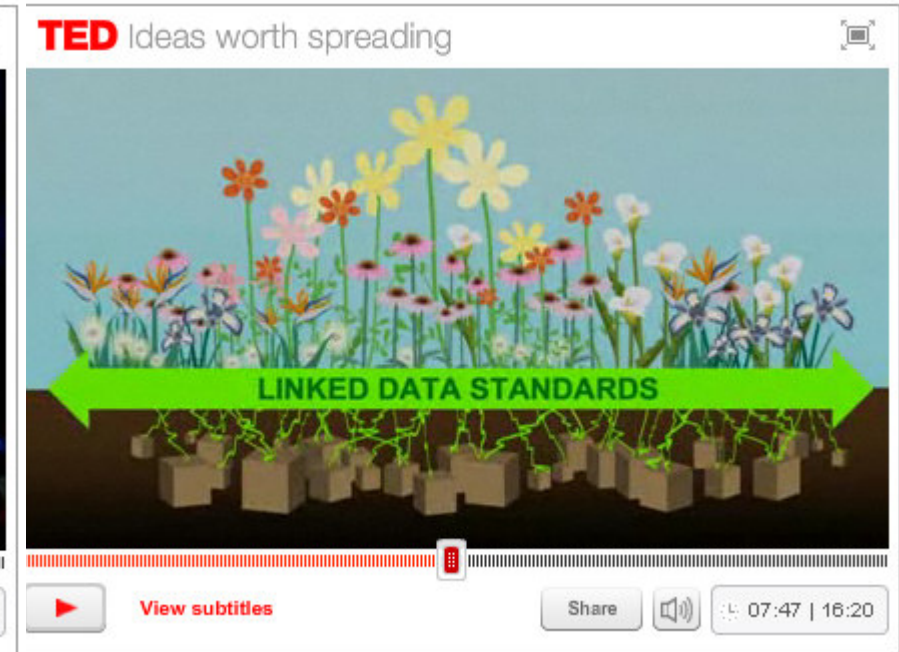 TED Ideas worth spreading
LINKED DATA STANDARDS
View subtitles
Share
07:47 | 16:20